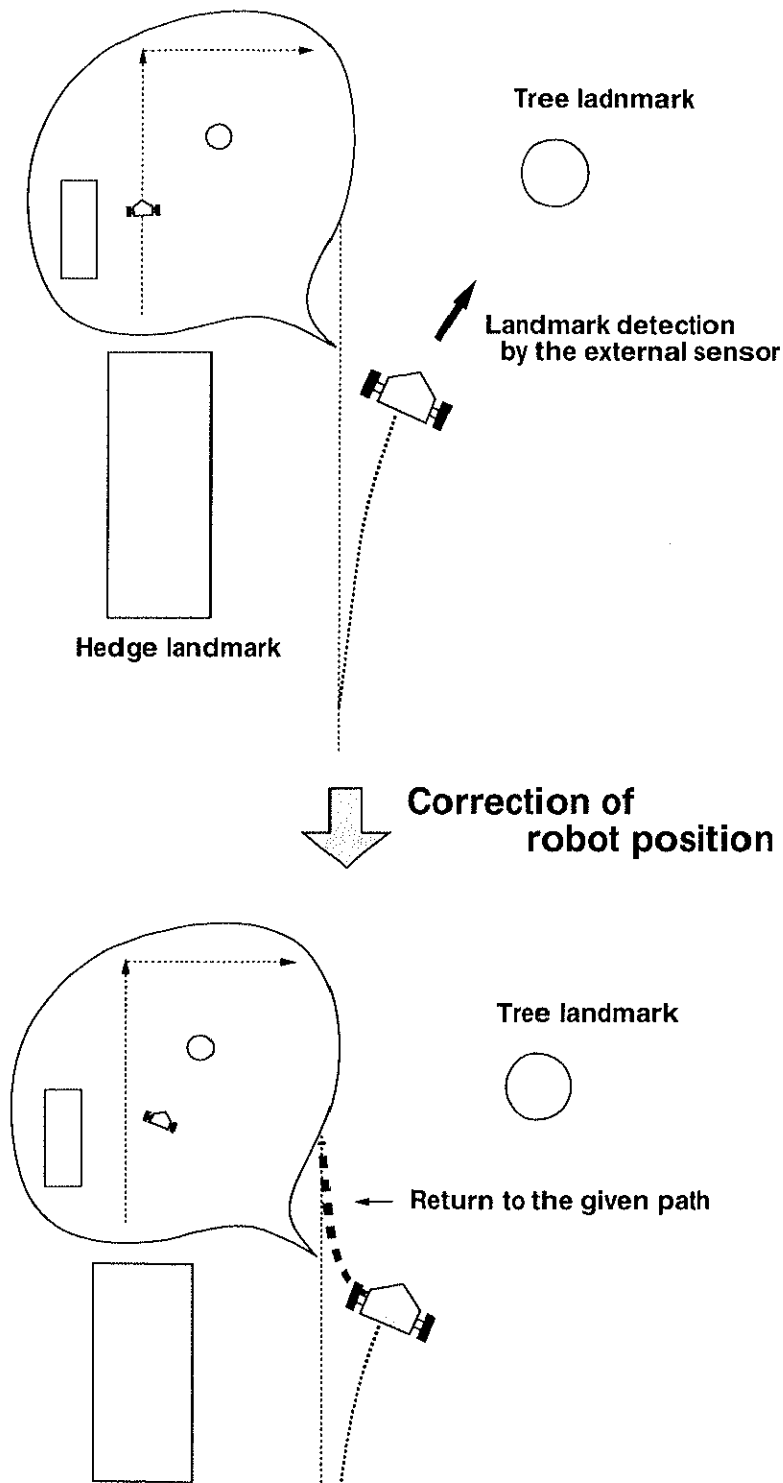 Tree ladnmark
Landmark detection
by the external sensor
Hedge landmark
Correction of
robot position
Tree landmark
Return to the given path